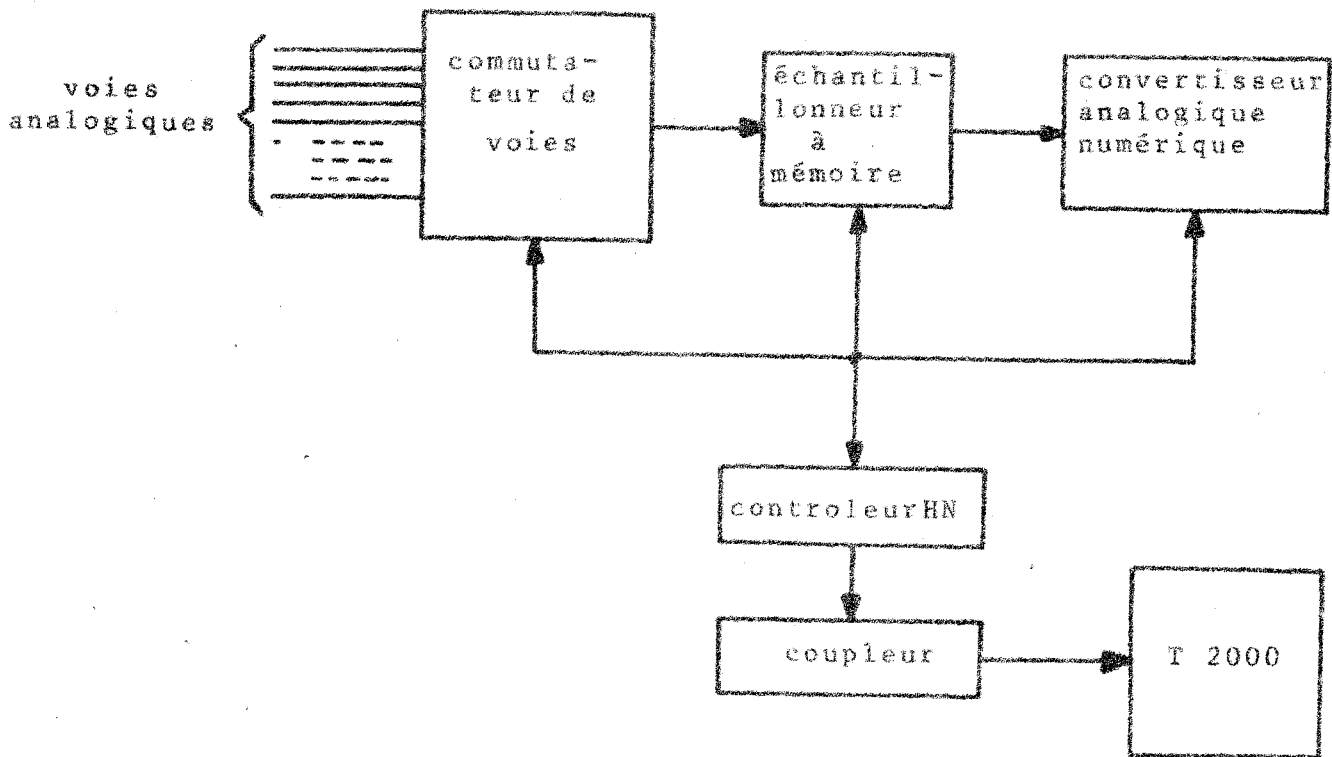 voies
analogiques
commuta-
teur de
voies
échantil-
lonneur
à
mémoire
convertisseur
analogique
numérique
controleurHN
coupleur
T 2000